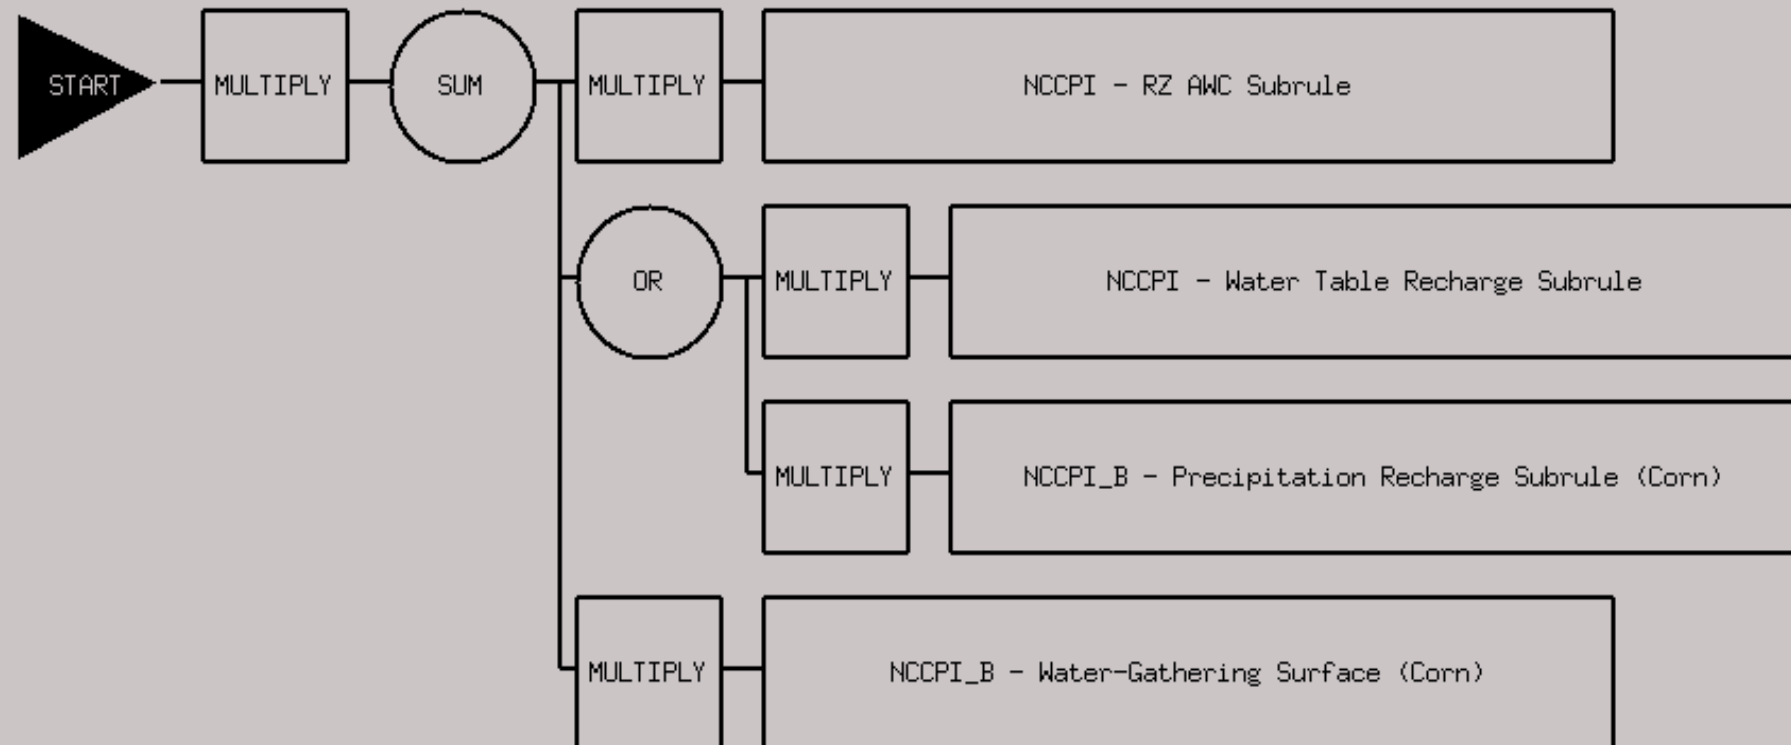 START
MULTIPLY
SUM
MULTIPLY
NCCPI - RZ AWC Subrule
OR
MULTIPLY
NCCPI - Water Table Recharge Subrule
MULTIPLY
NCCPI_B - Precipitation Recharge Subrule (Corn)
MULTIPLY
NCCPI_B - Water-Gathering Surface (Corn)